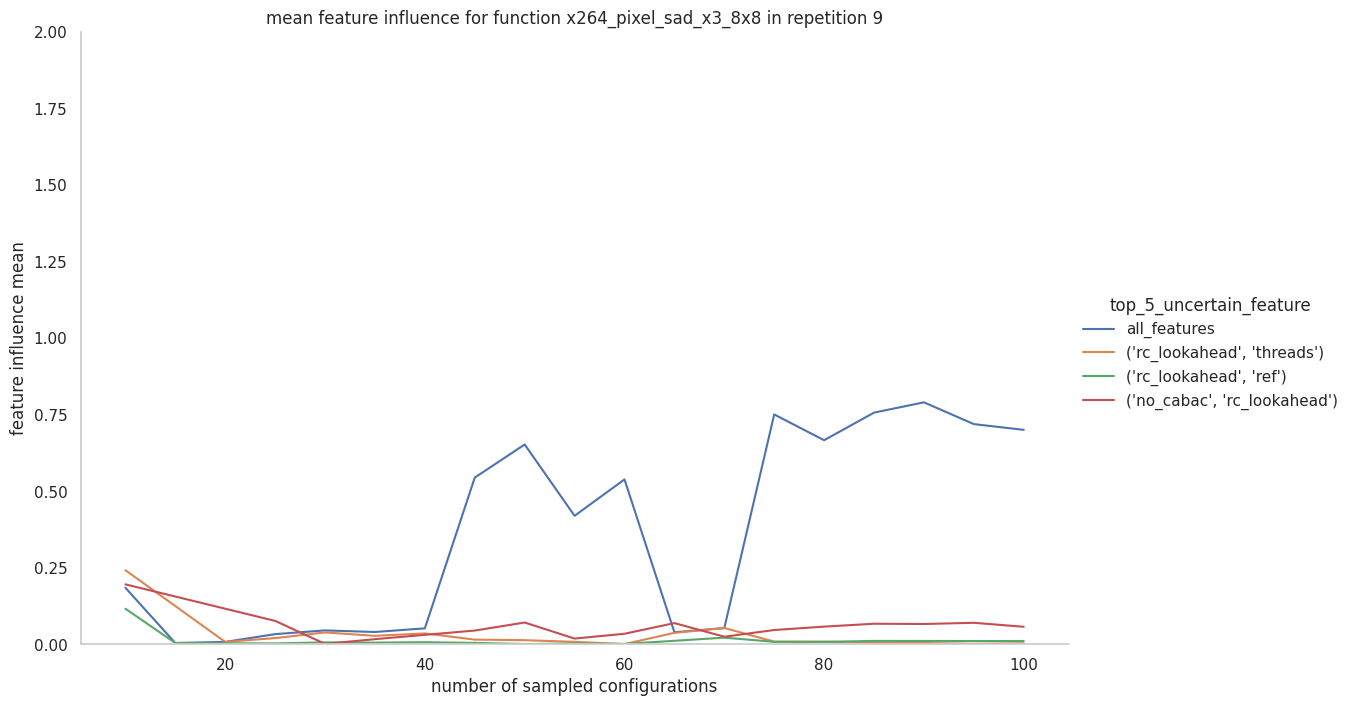 mean feature influence for function x264_pixel_sad_x3_8x8 in repetition 9
2.00
1.75
1.50
1.25
1.00
0.75
0.50
0.25
0.00
feature influence mean
20 40 60 80 100
number of sampled configurations
top_5_uncertain_feature
all_features
('rc_lookahead', 'threads')
('rc_lookahead', 'ref')
('no_cabac', 'rc_lookahead')